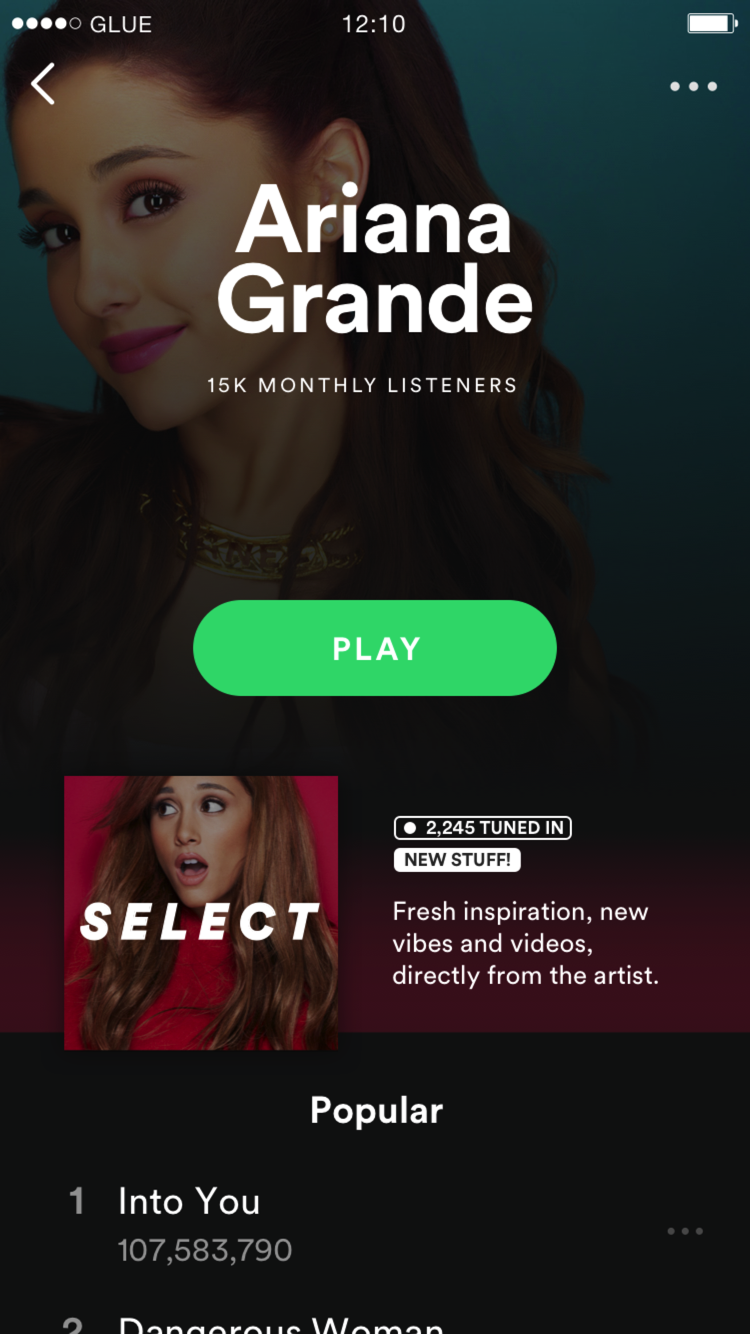 GLUE 12:10
Ariana
Grande
15K MONTHLY LISTENERS
PLAY
SELECT
2,245 TUNED IN
NEW STUFF!
Fresh inspiration, new
vibes and videos,
directly from the artist.
Popular
1 Into You
107,583,790
2 Dangerous Woman